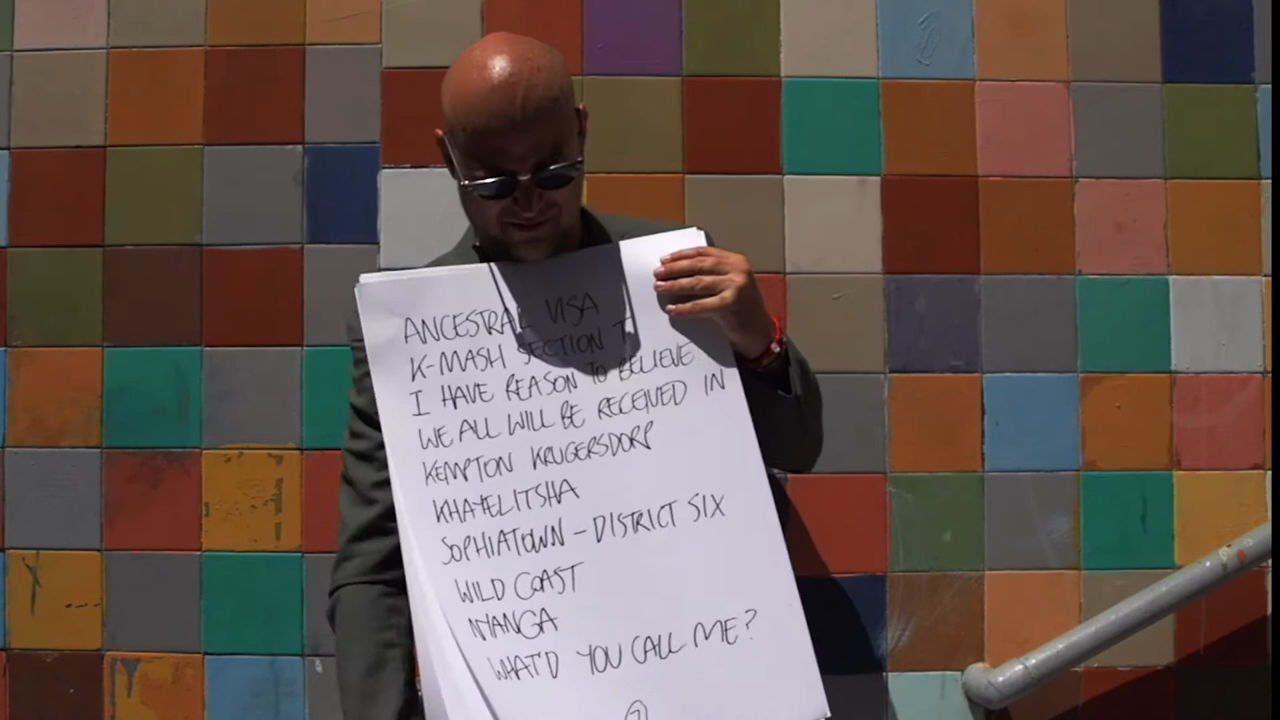 ANCESTRAL VISA
K-MASH SECTION T
I HAVE REASON TO BELIEVE
WE ALL WILL BE RECEIVED IN
KEMPTON KRUGERSDORP
KHAYELITSHA
SOPHIATOWN - DISTRICT SIX
WILD COAST
NYANGA
WHAT'D YOU CALL ME?
7